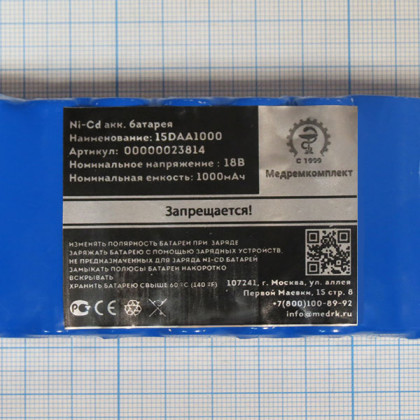 Ni-Cd акк. батарея
Наименование: 15DAA1000
Артикул: 00000023814
Номинальное напряжение : 18В
Номинальная емкость: 1000мАч
С 1990
Медремкомплект
Запрещается!
ИЗМЕНЯТЬ ПОЛЯРНОСТЬ БАТАРЕИ ПРИ ЗАРЯДЕ
ЗАРЯЖАТЬ БАТАРЕЮ С ПОМОЩЬЮ ЗАРЯДНЫХ УСТРОЙСТВ,
НЕ ПРЕДНАЗНАЧЕННЫХ ДЛЯ ЗАРЯДА NI-CD БАТАРЕЙ
ЗАМЫКАТЬ ПОЛЮСЫ БАТАРЕИ НАКОРОТКО
ВСКРЫВАТЬ
ХРАНИТЬ БАТАРЕЮ СВЫШЕ 60 °C (140 °F)
107241, г. Москва, ул. аллея
Первой Маевки, 15 стр. 8
+7(800)100-89-92
info@medrk.ru